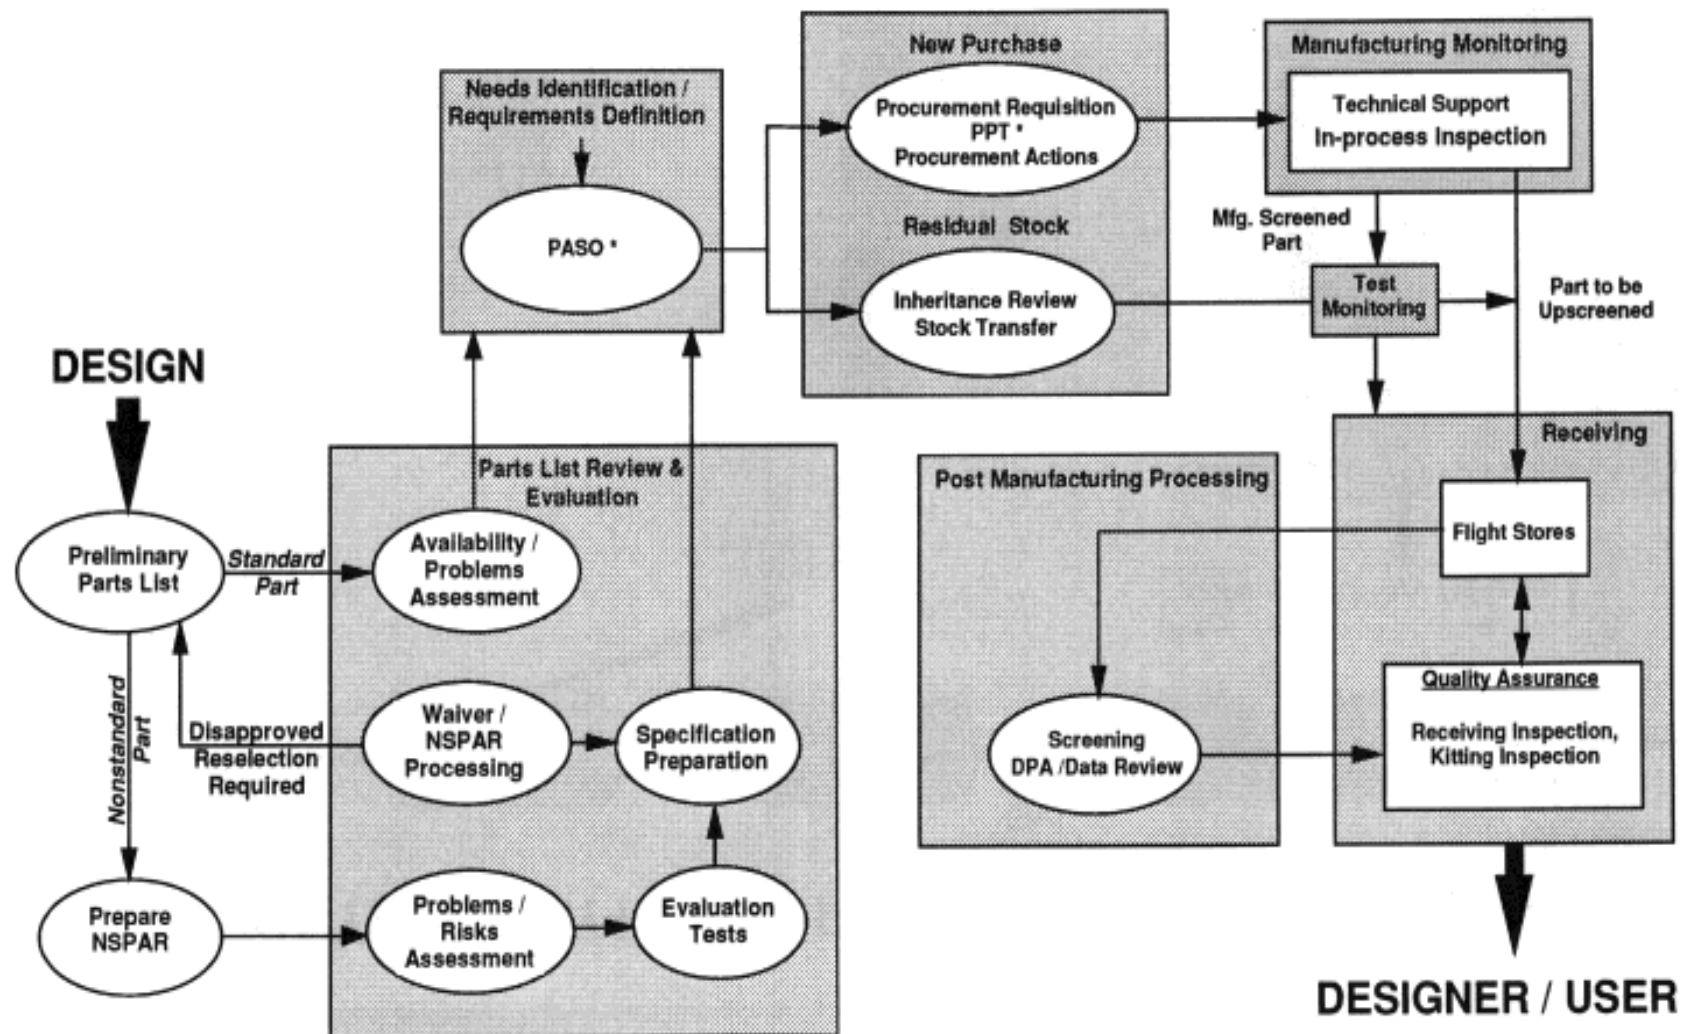 New Purchase
Manufacturing Monitoring
Needs Identification /
Requirements Definition
Procurement Requisition
PPT *
Procurement Actions
Technical Support
In-process Inspection
PASO *
Residual Stock
Mfg. Screened
Part
Inheritance Review
Stock Transfer
Test
Monitoring
Part to be
Upscreened
DESIGN
Receiving
Parts List Review &
Evaluation
Post Manufacturing Processing
Preliminary
Parts List
Standard
Part
Availability /
Problems
Assessment
Flight Stores
Nonstandard
Part
Disapproved
Reselection
Required
Waiver /
NSPAR
Processing
Specification
Preparation
Screening
DPA /Data Review
Quality Assurance
Receiving Inspection,
Kitting Inspection
Prepare
NSPAR
Problems /
Risks
Assessment
Evaluation
Tests
DESIGNER / USER